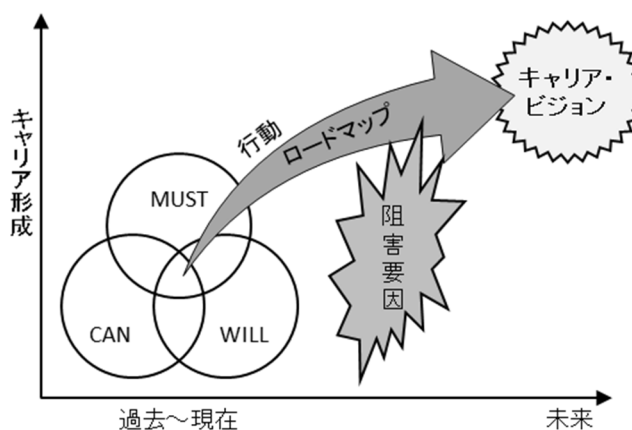 キャリア・
ビジョン
行動
ロードマップ
キャリア形成
MUST
阻害要因
CAN
WILL
過去～現在
未来